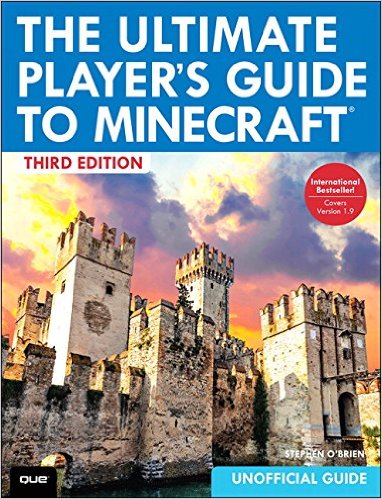 THE ULTIMATE
PLAYER'S GUIDE
TO MINECRAFT®
THIRD EDITION
International
Bestseller!
Covers
Version 1.9
STEPHEN O'BRIEN
QUE®
UNOFFICIAL GUIDE